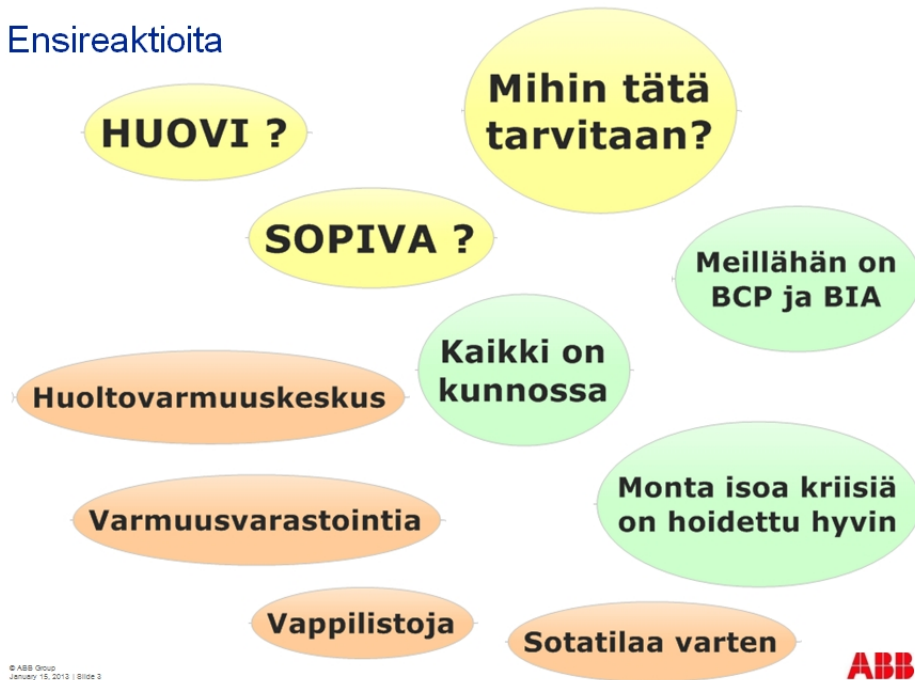 Ensireaktioita
HUOVI ?
Mihin tätä
tarvitaan?
SOPIVA ?
Meillähän on
BCP ja BIA
Kaikki on
kunnossa
Huoltovarmuuskeskus
Monta isoa kriisiä
on hoidettu hyvin
Varmuusvarastointia
Vappilistoja
Sotatilaa varten
© ABB Group
January 15, 2013 | Slide 3
ABB